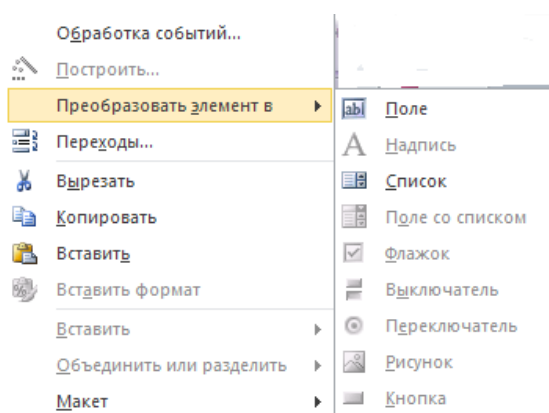 Обработка событий...
Построить...
Преобразовать элемент в
Переходы...
Вырезать
Копировать
Вставить
Вставить формат
Вставить
Объединить или разделить
Макет
Поле
Надпись
Список
Поле со списком
Флажок
Выключатель
Переключатель
Рисунок
Кнопка